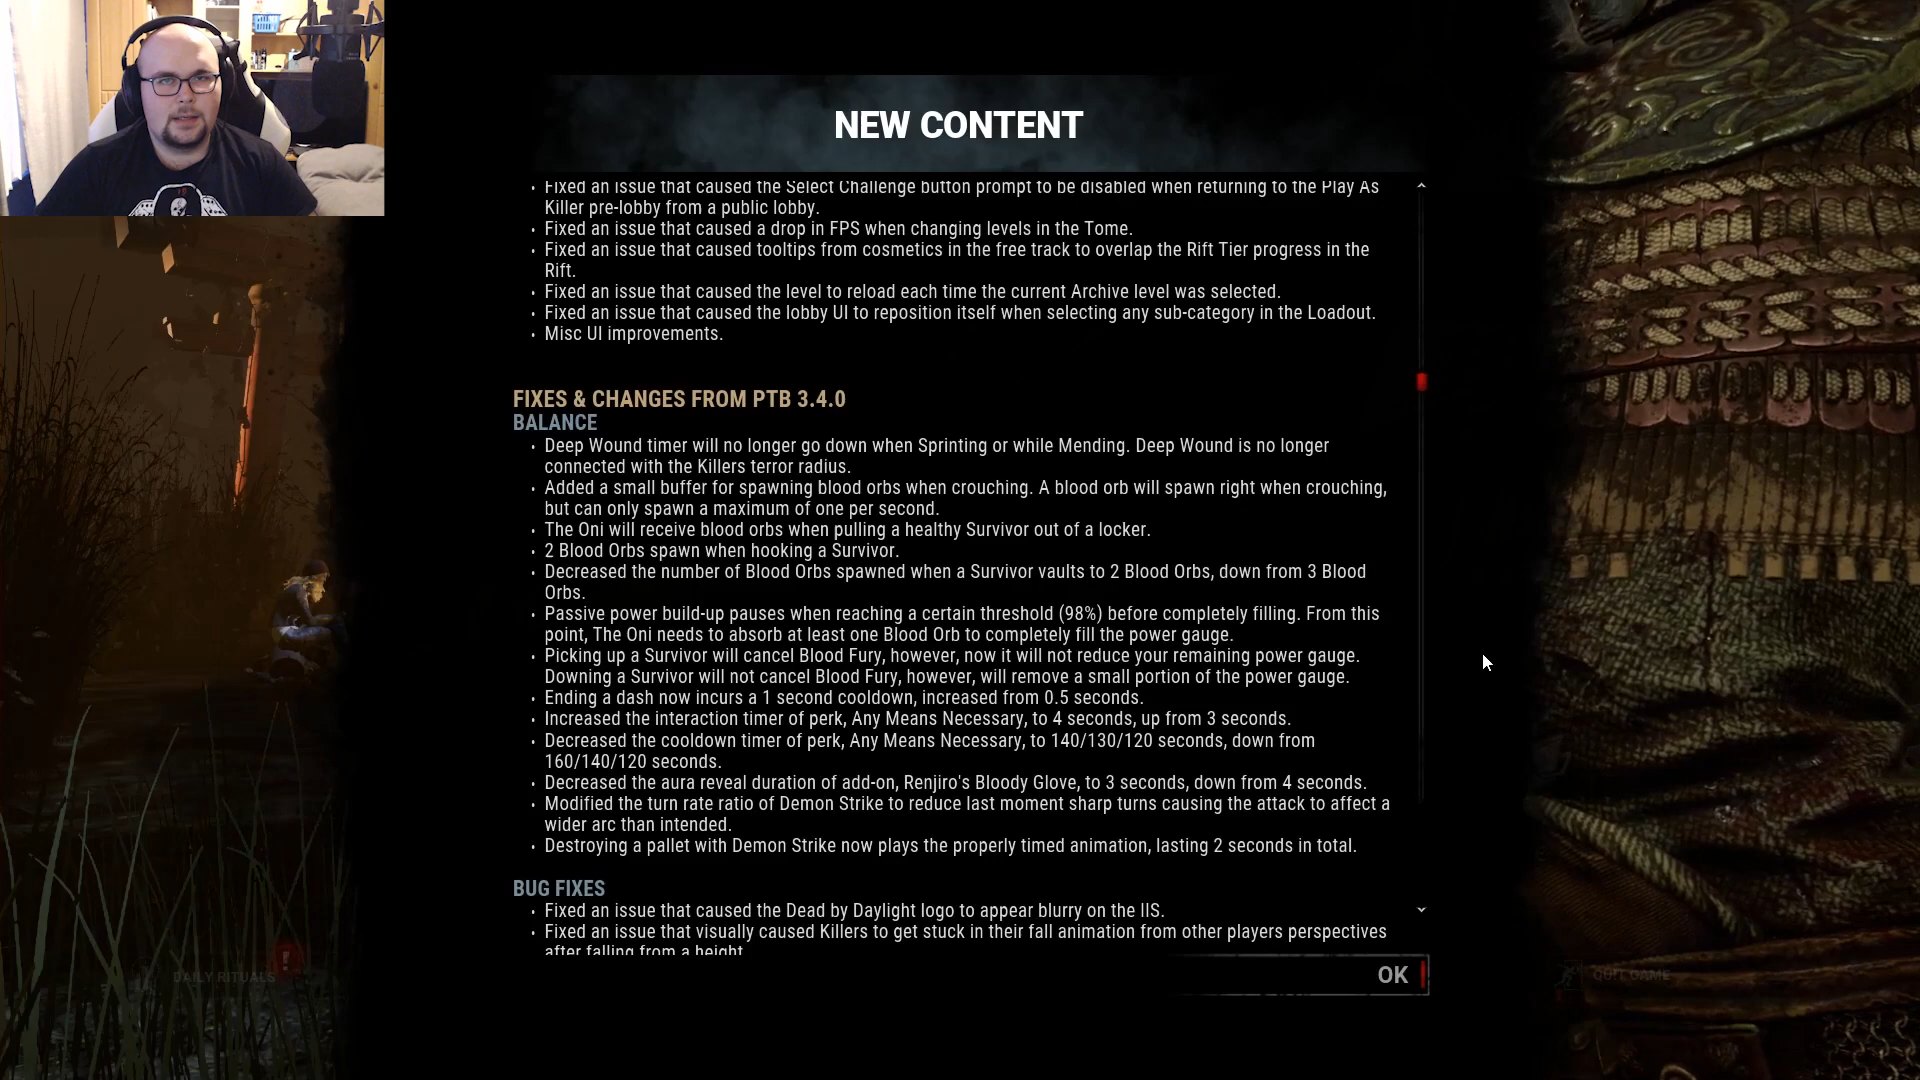 NEW CONTENT
• Fixed an issue that caused the Select Challenge button prompt to be disabled when returning to the Play As
Killer pre-lobby from a public lobby.
• Fixed an issue that caused a drop in FPS when changing levels in the Tome.
• Fixed an issue that caused tooltips from cosmetics in the free track to overlap the Rift Tier progress in the
Rift.
• Fixed an issue that caused the level to reload each time the current Archive level was selected.
• Fixed an issue that caused the lobby UI to reposition itself when selecting any sub-category in the Loadout.
• Misc UI improvements.
FIXES & CHANGES FROM PTB 3.4.0
BALANCE
• Deep Wound timer will no longer go down when Sprinting or while Mending. Deep Wound is no longer
connected with the Killers terror radius.
• Added a small buffer for spawning blood orbs when crouching. A blood orb will spawn right when crouching,
but can only spawn a maximum of one per second.
• The Oni will receive blood orbs when pulling a healthy Survivor out of a locker.
• 2 Blood Orbs spawn when hooking a Survivor.
• Decreased the number of Blood Orbs spawned when a Survivor vaults to 2 Blood Orbs, down from 3 Blood
Orbs.
• Passive power build-up pauses when reaching a certain threshold (98%) before completely filling. From this
point, The Oni needs to absorb at least one Blood Orb to completely fill the power gauge.
• Picking up a Survivor will cancel Blood Fury, however, now it will not reduce your remaining power gauge.
Downing a Survivor will not cancel Blood Fury, however, will remove a small portion of the power gauge.
• Ending a dash now incurs a 1 second cooldown, increased from 0.5 seconds.
• Increased the interaction timer of perk, Any Means Necessary, to 4 seconds, up from 3 seconds.
• Decreased the cooldown timer of perk, Any Means Necessary, to 140/130/120 seconds, down from
160/140/120 seconds.
• Decreased the aura reveal duration of add-on, Renjiro's Bloody Glove, to 3 seconds, down from 4 seconds.
• Modified the turn rate ratio of Demon Strike to reduce last moment sharp turns causing the attack to affect a
wider arc than intended.
• Destroying a pallet with Demon Strike now plays the properly timed animation, lasting 2 seconds in total.
BUG FIXES
• Fixed an issue that caused the Dead by Daylight logo to appear blurry on the IIS.
• Fixed an issue that visually caused Killers to get stuck in their fall animation from other players perspectives
after falling from a height
DAILY RITUALS
OK
QUIT GAME